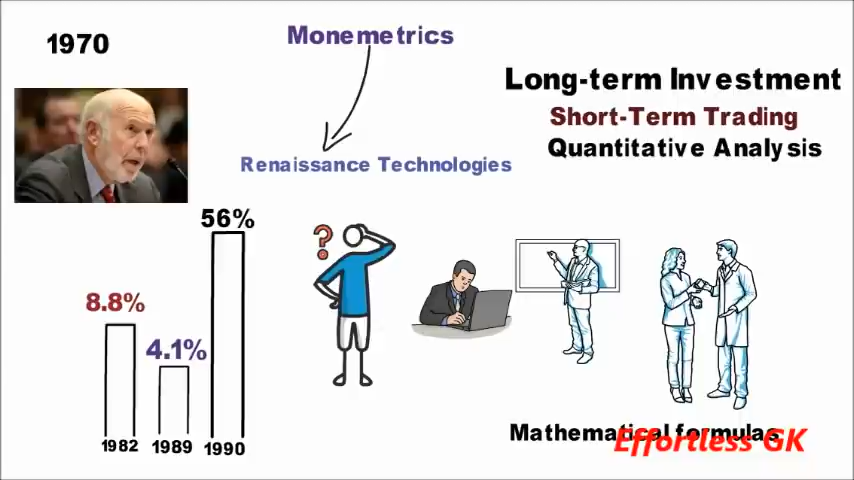 1970
Monemetrics
Renaissance Technologies
Long-term Investment
Short-Term Trading
Quantitative Analysis
56%
8.8%
4.1%
1982
1989
1990
?
Mathematical formulas
Effortless GK